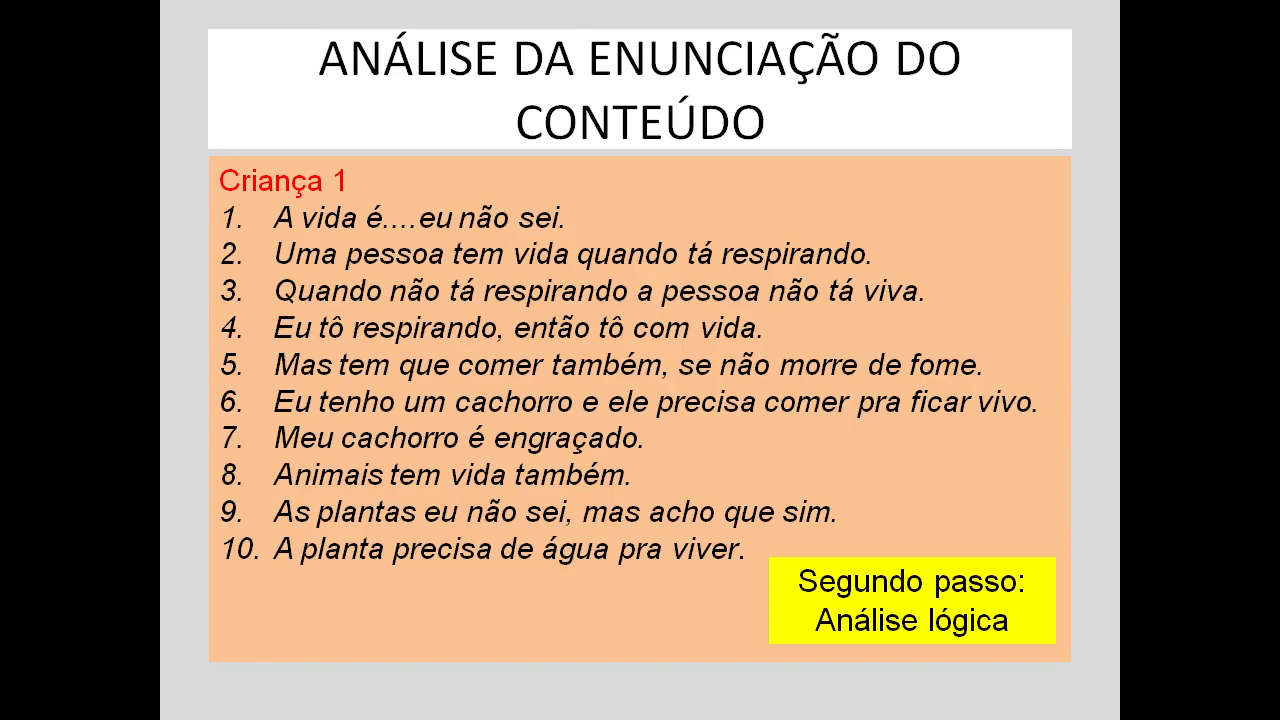 ANÁLISE DA ENUNCIAÇÃO DO
CONTEÚDO
Criança 1
1. A vida é....eu não sei.
2. Uma pessoa tem vida quando tá respirando.
3. Quando não tá respirando a pessoa não tá viva.
4. Eu tô respirando, então tô com vida.
5. Mas tem que comer também, se não morre de fome.
6. Eu tenho um cachorro e ele precisa comer pra ficar vivo.
7. Meu cachorro é engraçado.
8. Animais tem vida também.
9. As plantas eu não sei, mas acho que sim.
10. A planta precisa de água pra viver.
Segundo passo:
Análise lógica